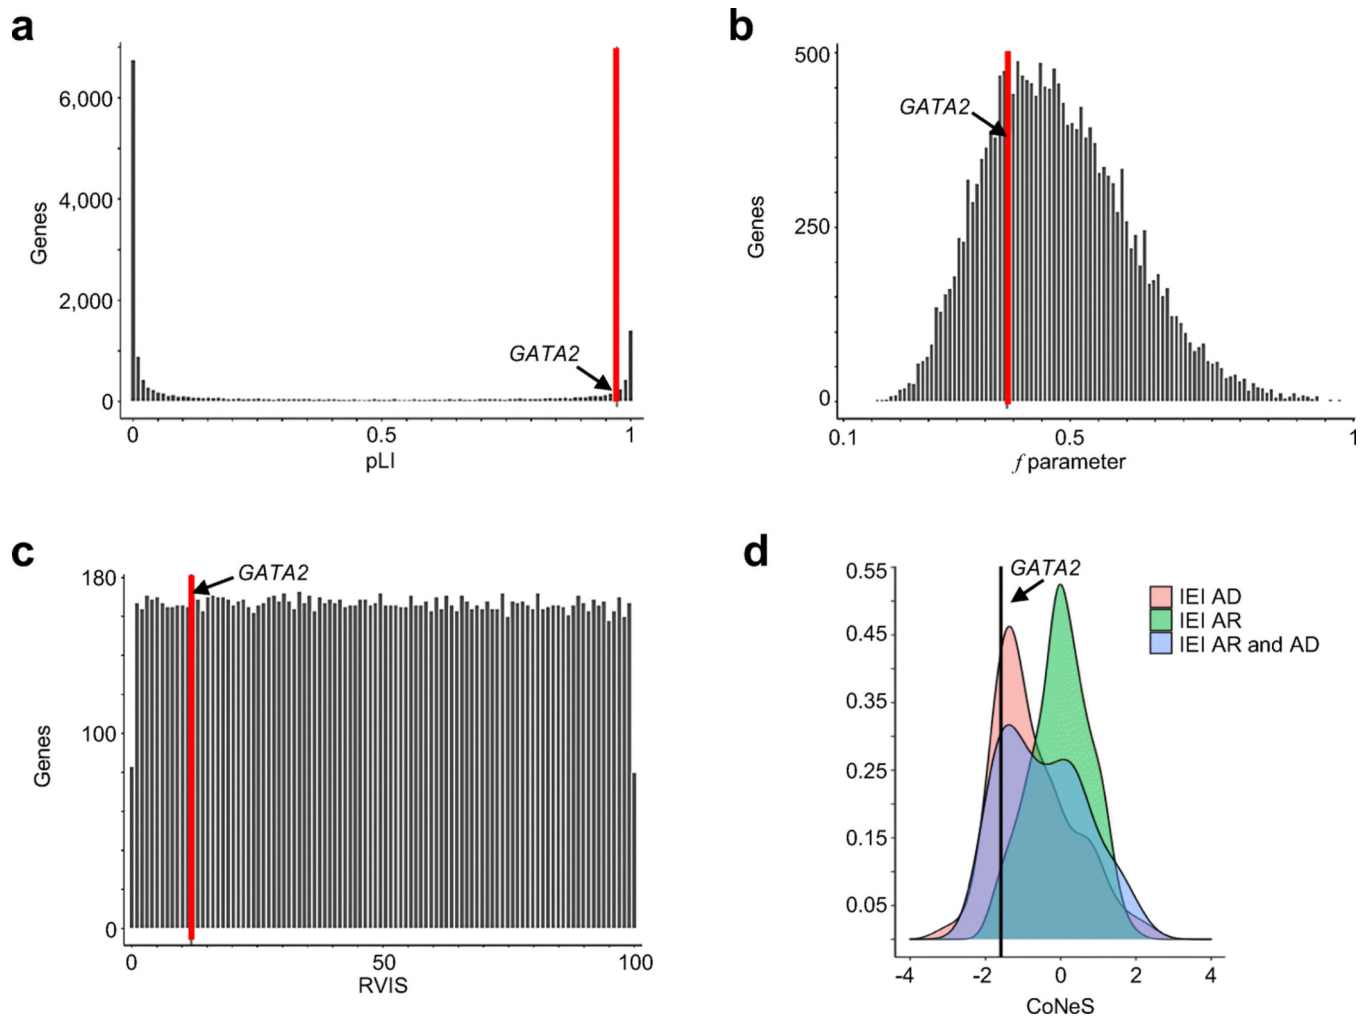 a
Genes
6,000
4,000
2,000
0
GATA2
0
0.5
1
pLI
b
Genes
500
250
0
GATA2
0.1
0.5
1
f parameter
c
Genes
180
100
0
GATA2
0
50
100
RVIS
d
0.55
0.45
0.35
0.25
0.15
0.05
GATA2
IEI AD
IEI AR
IEI AR and AD
-4
-2
0
2
4
CoNeS